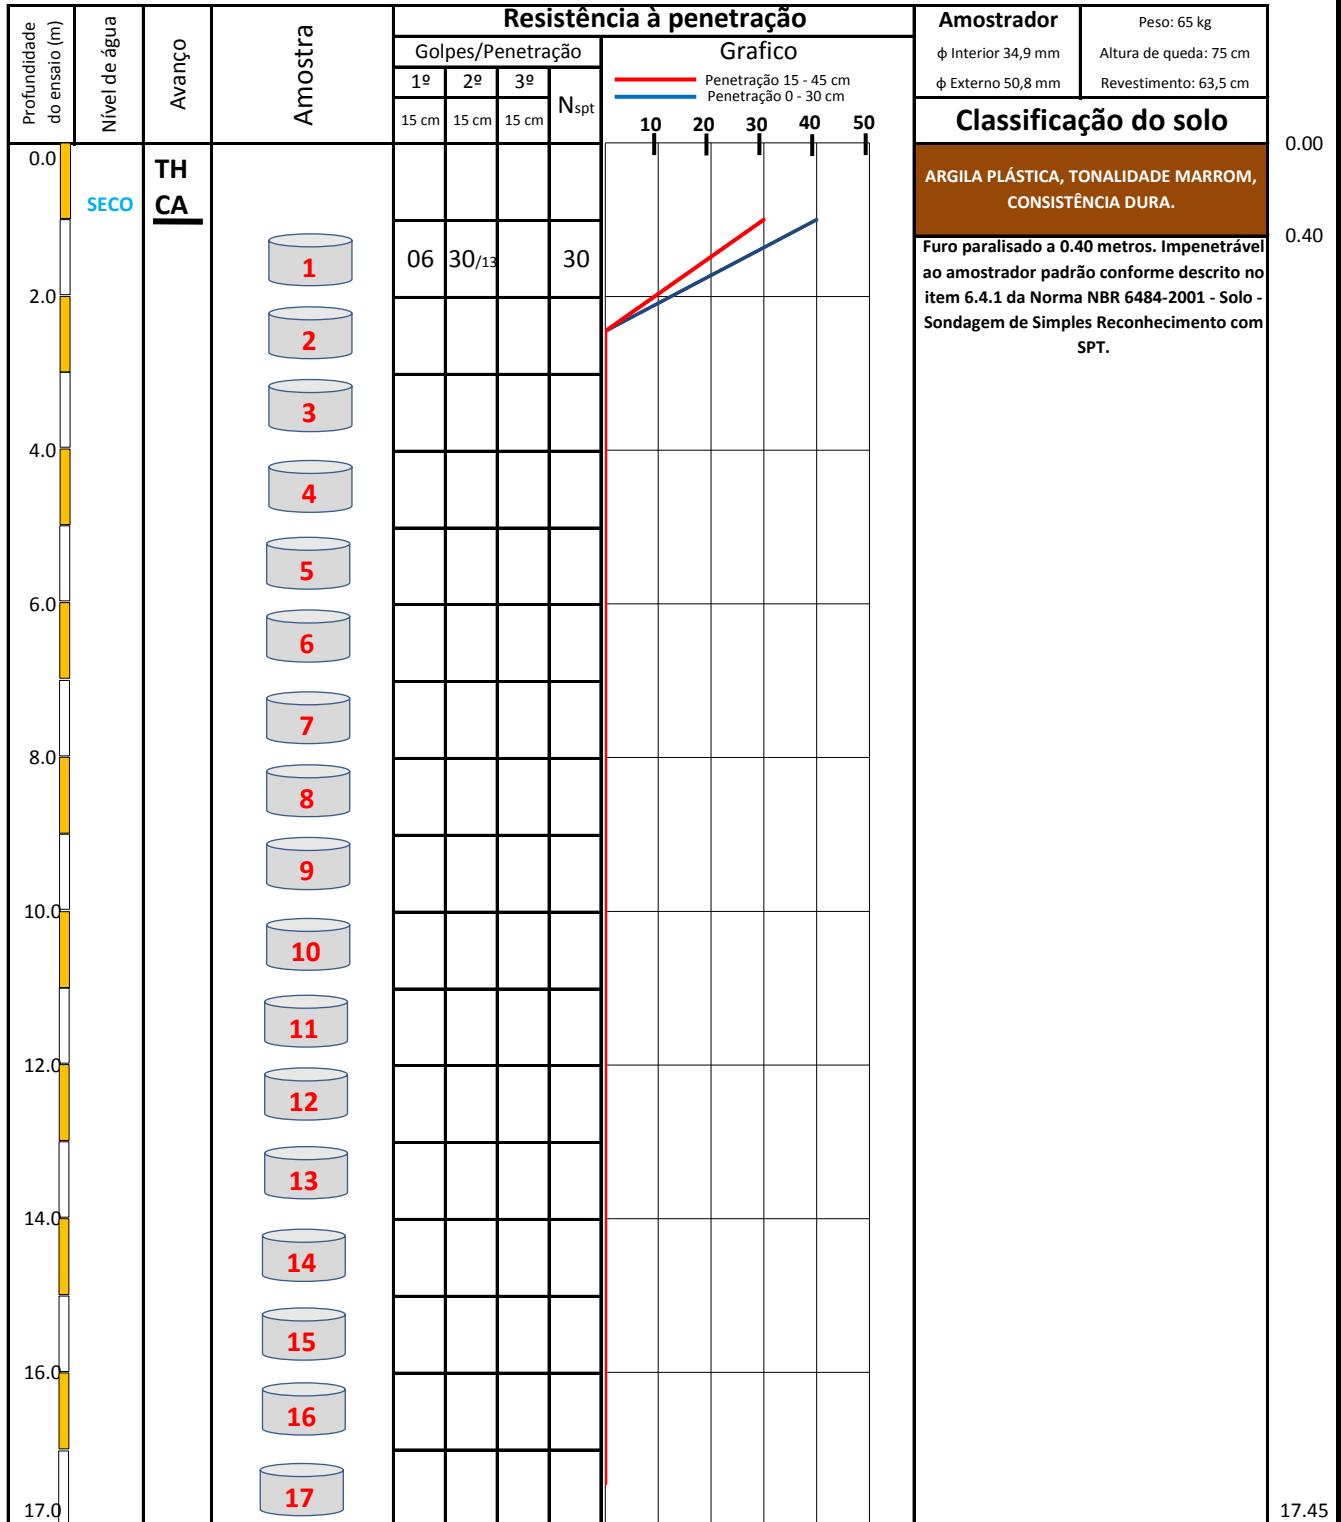 Profundidade
do ensaio (m)
Nível de água
Avanço
Amostra
Resistência à penetração
Golpes/Penetração
1º 2º 3º
15 cm 15 cm 15 cm
Nspt
Grafico
Penetração 15 - 45 cm
Penetração 0 - 30 cm
10 20 30 40 50
Amostrador
ф Interior 34,9 mm
ф Externo 50,8 mm
Peso: 65 kg
Altura de queda: 75 cm
Revestimento: 63,5 cm
Classificação do solo
0.0
SECO
TH
CA
ARGILA PLÁSTICA, TONALIDADE MARROM,
CONSISTÊNCIA DURA.
0.00
0.40
1 06 30/13 30
Furo paralisado a 0.40 metros. Impenetrável
ao amostrador padrão conforme descrito no
item 6.4.1 da Norma NBR 6484-2001 - Solo -
Sondagem de Simples Reconhecimento com
SPT.
2.0
2
3
4.0
4
5
6.0
6
7
8.0
8
9
10.0
10
11
12.0
12
13
14.0
14
15
16.0
16
17
17.0
17.45